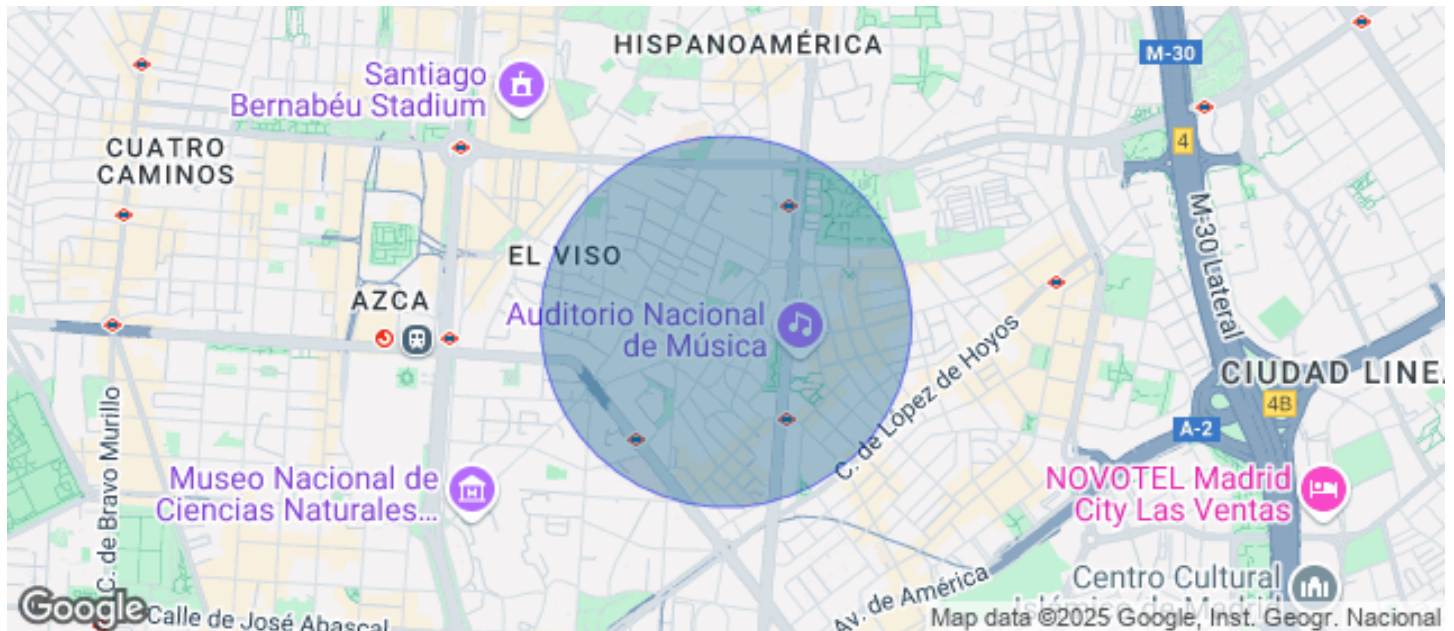 HISPANOAMÉRICA
M-30
Santiago
Bernabéu Stadium
4
CUATRO
CAMINOS
M-30 Lateral
EL VISO
AZCA
Auditorio Nacional
de Música
CIUDAD LINE
4B
A-2
C. de López de Hoyos
C. de Bravo Murillo
Museo Nacional de
Ciencias Naturales...
NOVOTEL Madrid
City Las Ventas
Av. de América
Centro Cultural
Google
Calle de José Abascal
Map data ©2025 Google, Inst. Geogr. Nacional